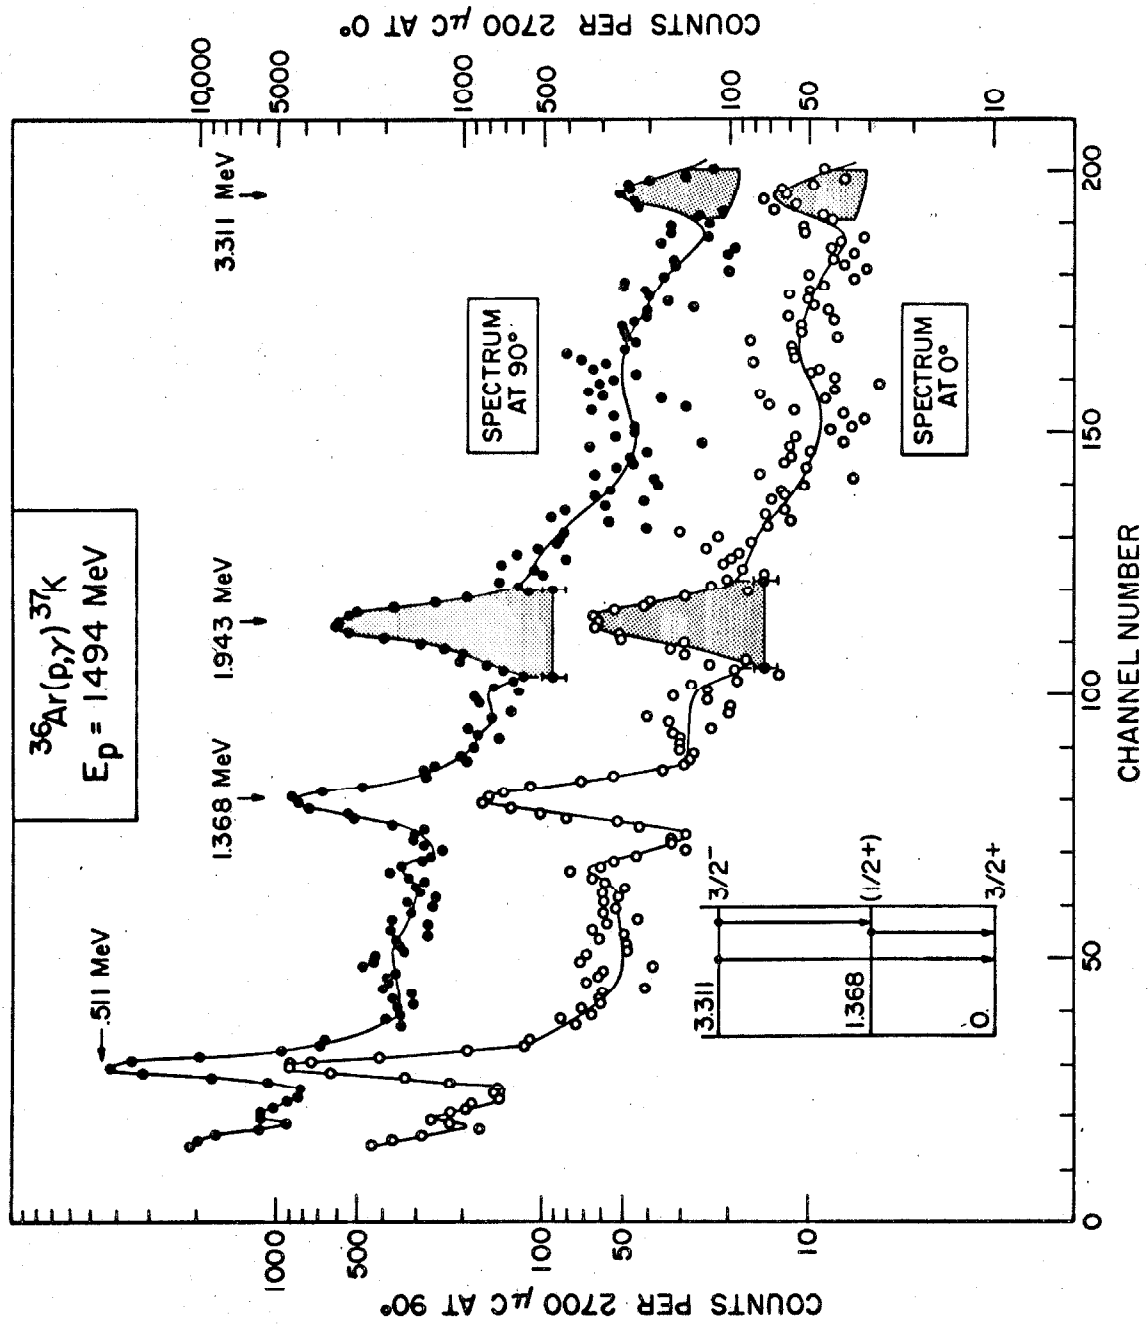 ³⁶Ar(p,γ)³⁷K
Eₚ = 1.494 MeV
.511 MeV
1.368 MeV
1.943 MeV
3.311 MeV
SPECTRUM
AT 90°
SPECTRUM
AT 0°
COUNTS PER 2700 μC AT 90°
1000
500
100
50
10
COUNTS PER 2700 μC AT 0°
10,000
5000
1000
500
100
50
10
3.311
3/2⁻
1.368
(1/2+)
0.
3/2+
0
50
100
150
200
CHANNEL NUMBER